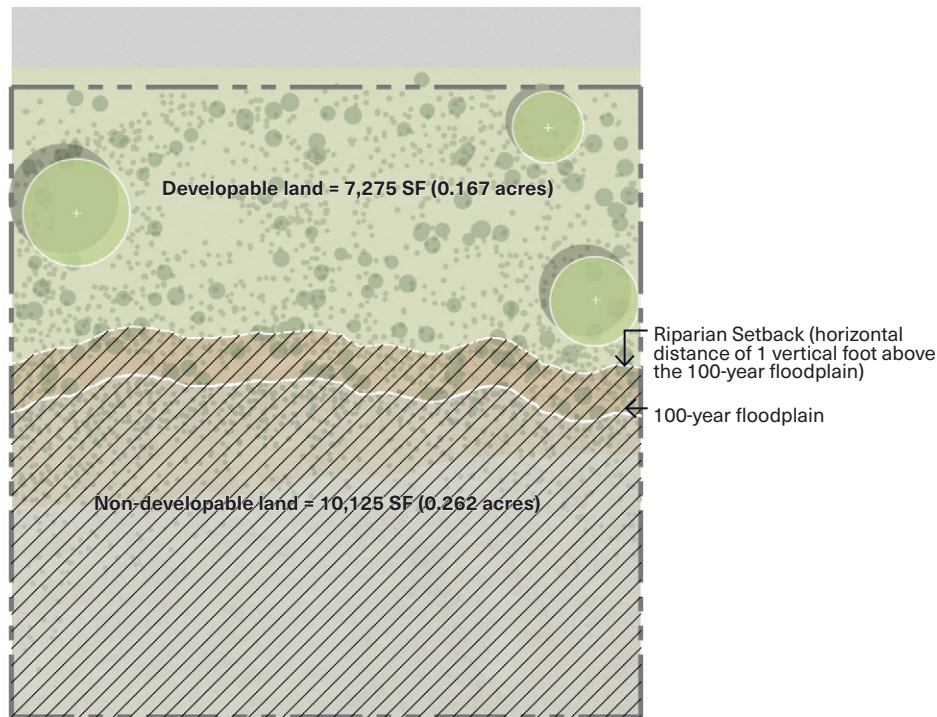 Developable land = 7,275 SF (0.167 acres)
Riparian Setback (horizontal
distance of 1 vertical foot above
the 100-year floodplain)
100-year floodplain
Non-developable land = 10,125 SF (0.262 acres)